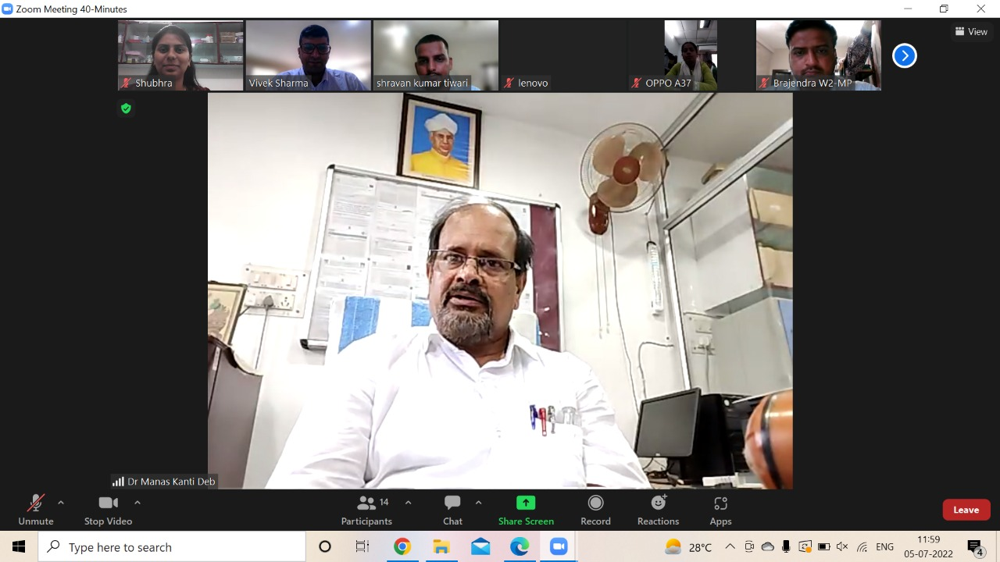 Zoom Meeting 40-Minutes
View
Shubhra
Vivek Sharma
shravan kumar tiwari
lenovo
OPPO A37
Brajendra W2-MP
Dr Manas Kanti Deb
14
Unmute
Stop Video
Participants
Chat
Share Screen
Record
Reactions
Apps
Leave
Type here to search
28°C
ENG
11:59
05-07-2022
4